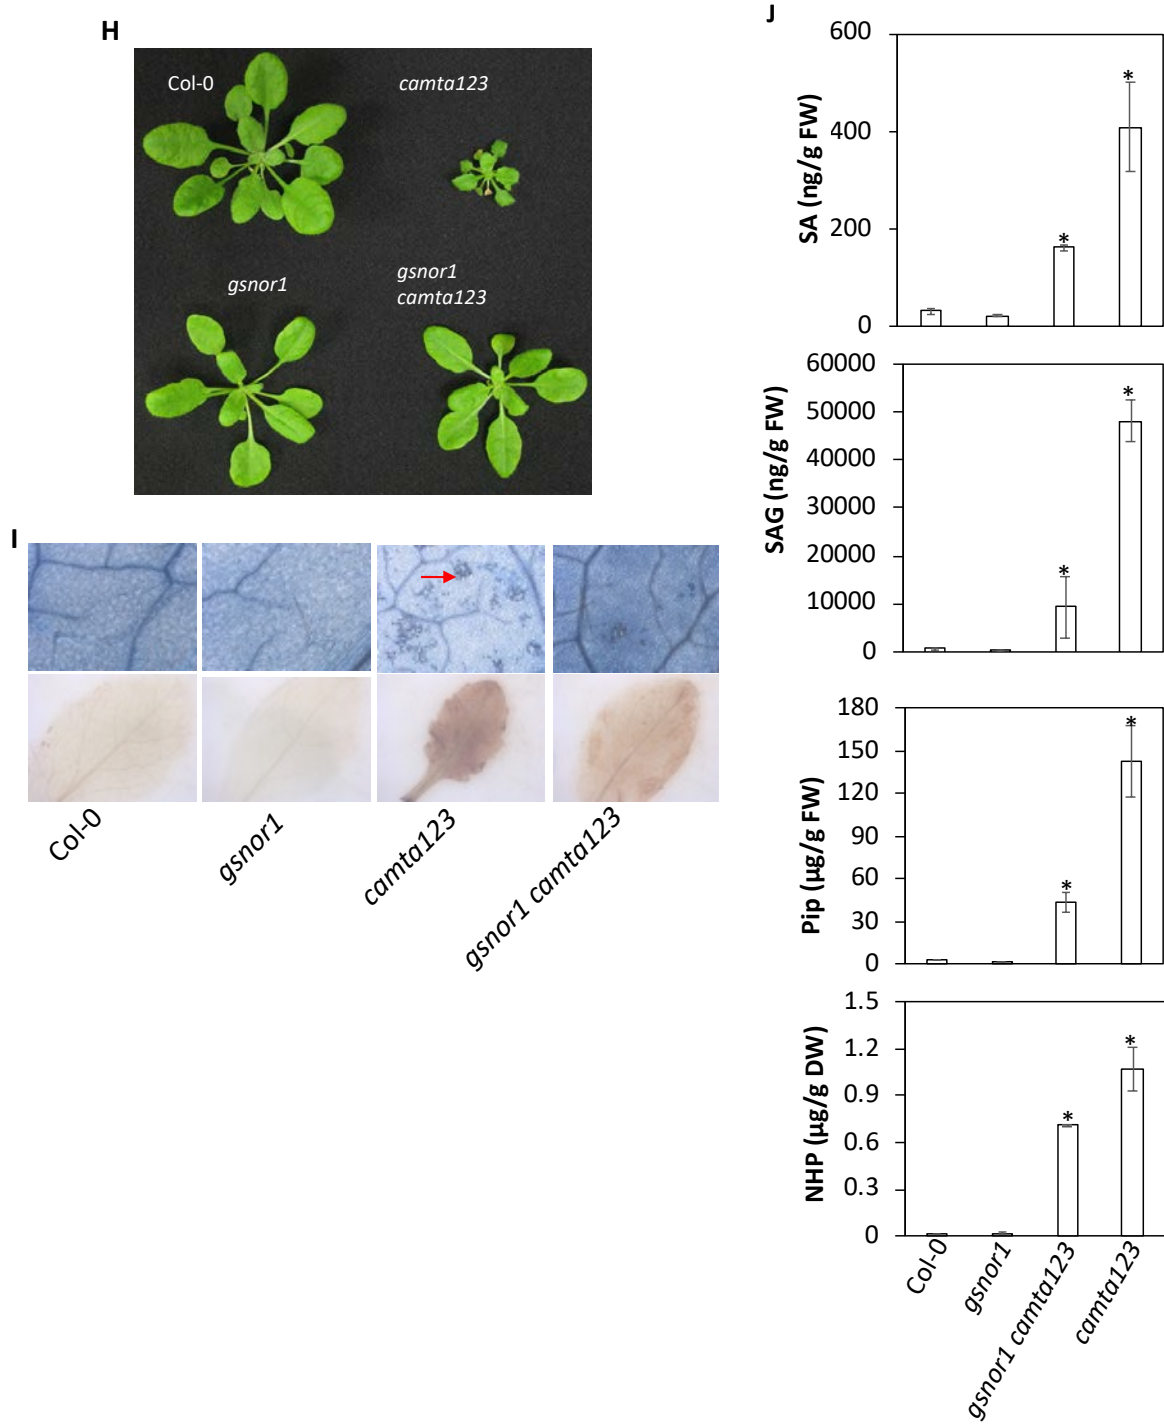 H
Col-0
camta123
gsnor1
gsnor1
camta123
I
Col-0
gsnor1
camta123
gsnor1 camta123
J
SA (ng/g FW)
600
400
200
0
*
*
SAG (ng/g FW)
60000
50000
40000
30000
20000
10000
0
*
*
Pip (µg/g FW)
180
150
120
90
60
30
0
*
*
NHP (µg/g DW)
1.5
1.2
0.9
0.6
0.3
0
*
*
Col-0
gsnor1
gsnor1 camta123
camta123